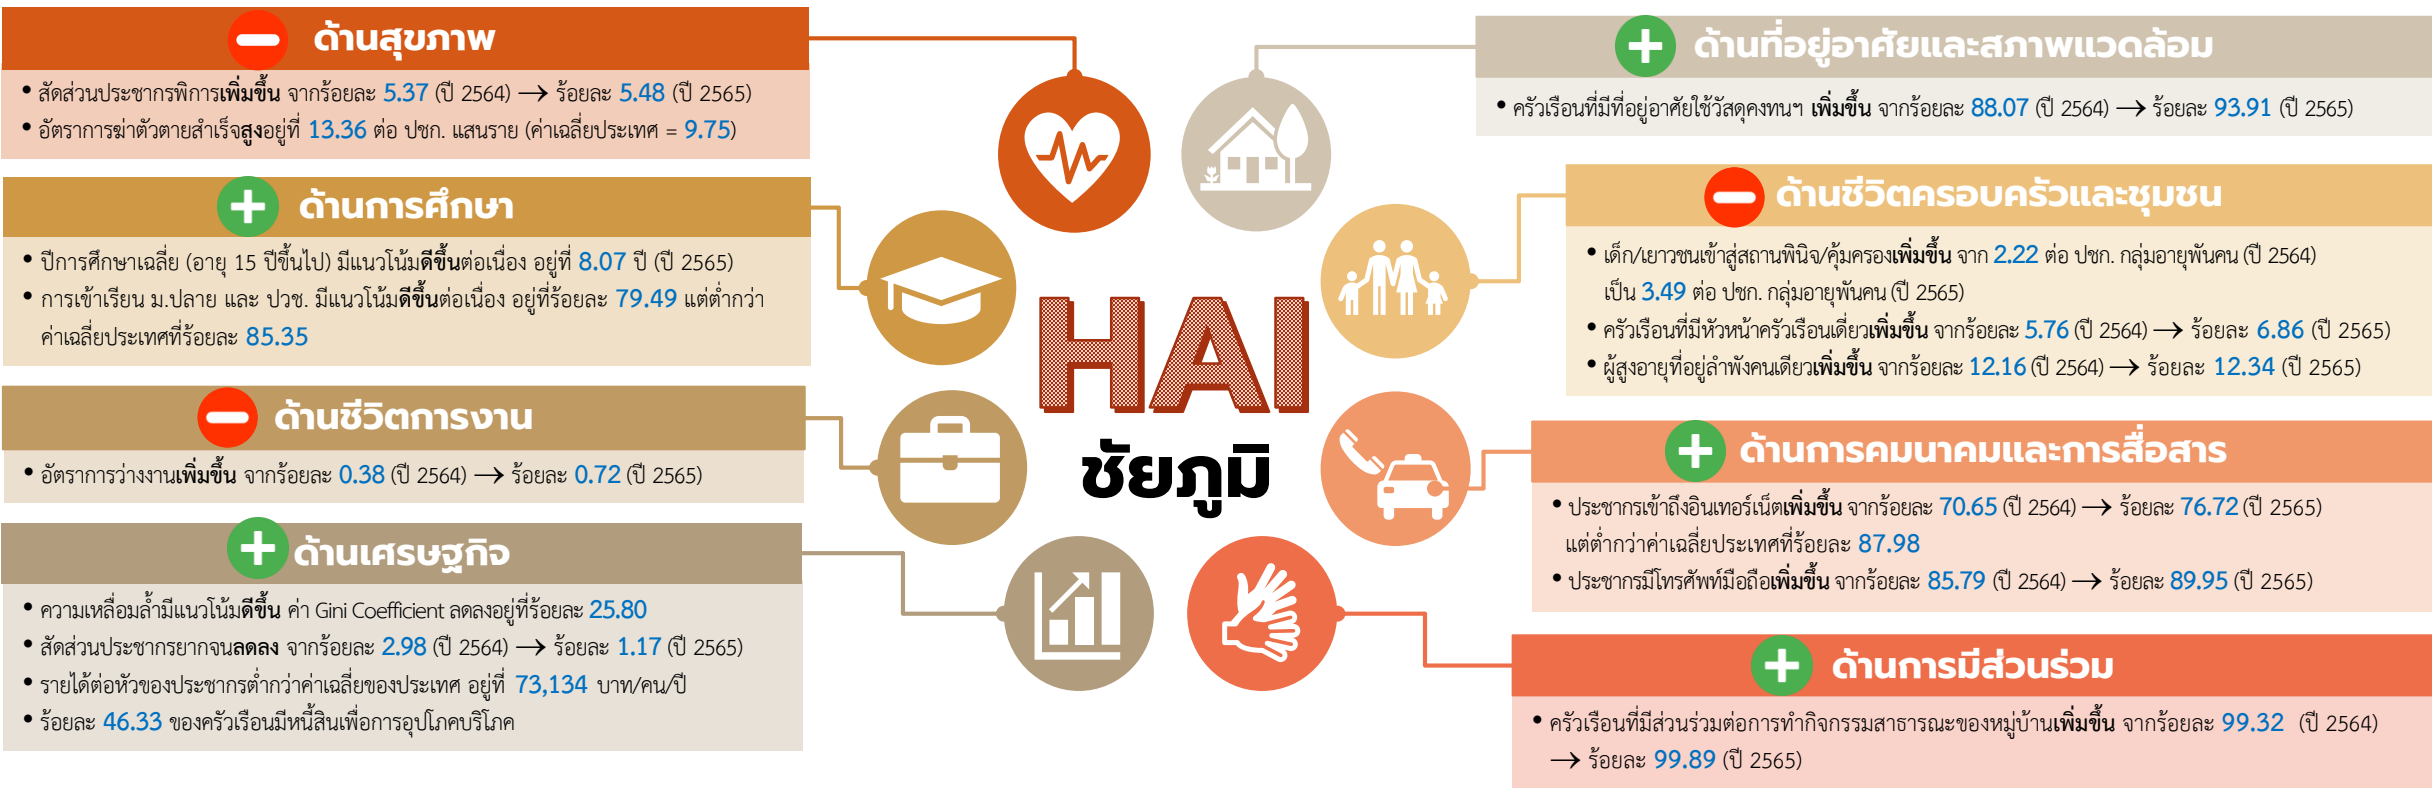 ด้านสุขภาพ
• สัดส่วนประชากรพิการเพิ่มขึ้น จากร้อยละ 5.37 (ปี 2564) → ร้อยละ 5.48 (ปี 2565)
• อัตราการฆ่าตัวตายสำเร็จสูงอยู่ที่ 13.36 ต่อ ปชก. แสนราย (ค่าเฉลี่ยประเทศ = 9.75)
ด้านการศึกษา
• ปีการศึกษาเฉลี่ย (อายุ 15 ปีขึ้นไป) มีแนวโน้มดีขึ้นต่อเนื่อง อยู่ที่ 8.07 ปี (ปี 2565)
• การเข้าเรียน ม.ปลาย และ ปวช. มีแนวโน้มดีขึ้นต่อเนื่อง อยู่ที่ร้อยละ 79.49 แต่ต่ำกว่า
ค่าเฉลี่ยประเทศที่ร้อยละ 85.35
ด้านชีวิตการงาน
• อัตราการว่างงานเพิ่มขึ้น จากร้อยละ 0.38 (ปี 2564) → ร้อยละ 0.72 (ปี 2565)
ด้านเศรษฐกิจ
• ความเหลื่อมล้ำมีแนวโน้มดีขึ้น ค่า Gini Coefficient ลดลงอยู่ที่ร้อยละ 25.80
• สัดส่วนประชากรยากจนลดลง จากร้อยละ 2.98 (ปี 2564) → ร้อยละ 1.17 (ปี 2565)
• รายได้ต่อหัวของประชากรต่ำกว่าค่าเฉลี่ยของประเทศ อยู่ที่ 73,134 บาท/คน/ปี
• ร้อยละ 46.33 ของครัวเรือนมีหนี้สินเพื่อการอุปโภคบริโภค
HAI
ชัยภูมิ
ด้านที่อยู่อาศัยและสภาพแวดล้อม
• ครัวเรือนที่มีที่อยู่อาศัยใช้วัสดุคงทนฯ เพิ่มขึ้น จากร้อยละ 88.07 (ปี 2564) → ร้อยละ 93.91 (ปี 2565)
ด้านชีวิตครอบครัวและชุมชน
• เด็ก/เยาวชนเข้าสู่สถานพินิจ/คุ้มครองเพิ่มขึ้น จาก 2.22 ต่อ ปชก. กลุ่มอายุพันคน (ปี 2564)
เป็น 3.49 ต่อ ปชก. กลุ่มอายุพันคน (ปี 2565)
• ครัวเรือนที่มีหัวหน้าครัวเรือนเดี่ยวเพิ่มขึ้น จากร้อยละ 5.76 (ปี 2564) → ร้อยละ 6.86 (ปี 2565)
• ผู้สูงอายุที่อยู่ลำพังคนเดียวเพิ่มขึ้น จากร้อยละ 12.16 (ปี 2564) → ร้อยละ 12.34 (ปี 2565)
ด้านการคมนาคมและการสื่อสาร
• ประชากรเข้าถึงอินเทอร์เน็ตเพิ่มขึ้น จากร้อยละ 70.65 (ปี 2564) → ร้อยละ 76.72 (ปี 2565)
แต่ต่ำกว่าค่าเฉลี่ยประเทศที่ร้อยละ 87.98
• ประชากรมีโทรศัพท์มือถือเพิ่มขึ้น จากร้อยละ 85.79 (ปี 2564) → ร้อยละ 89.95 (ปี 2565)
ด้านการมีส่วนร่วม
• ครัวเรือนที่มีส่วนร่วมต่อการทำกิจกรรมสาธารณะของหมู่บ้านเพิ่มขึ้น จากร้อยละ 99.32 (ปี 2564)
→ ร้อยละ 99.89 (ปี 2565)